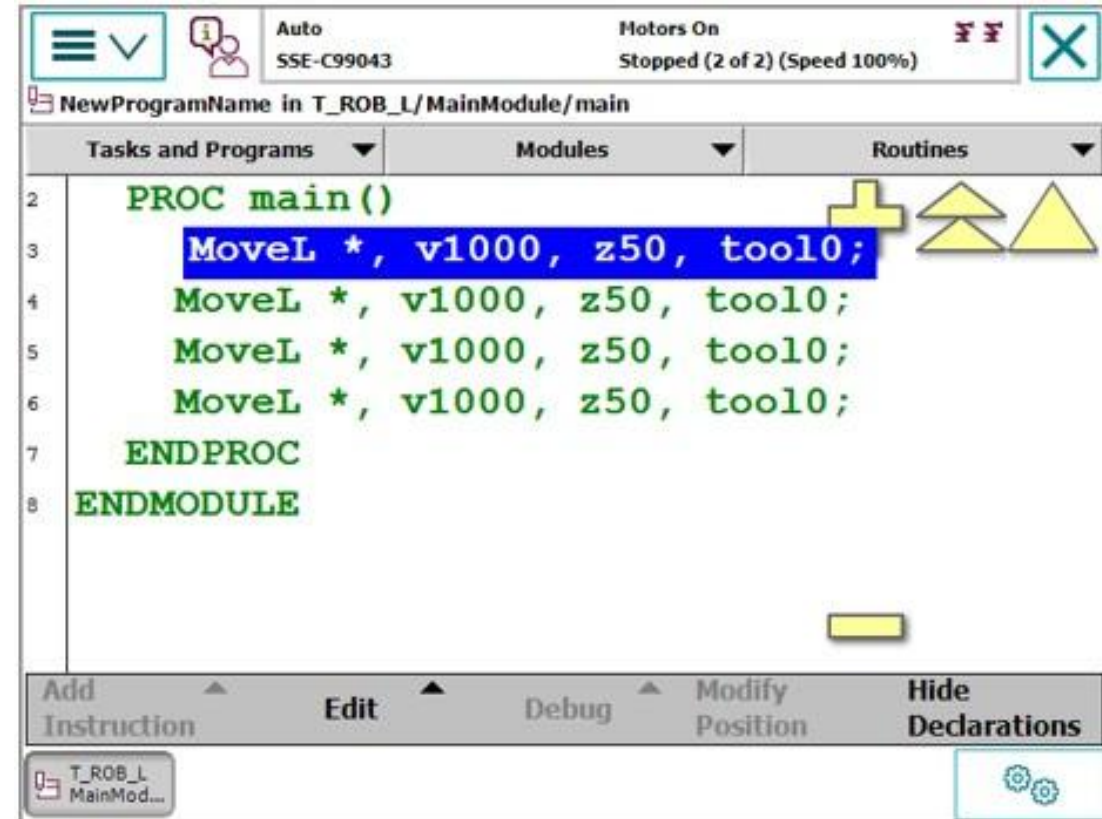 Auto
SSE-C99043
Motors On
Stopped (2 of 2) (Speed 100%)
NewProgramName in T_ROB_L/MainModule/main
Tasks and Programs
Modules
Routines
2 PROC main()
3 MoveL *, v1000, z50, tool0;
4 MoveL *, v1000, z50, tool0;
5 MoveL *, v1000, z50, tool0;
6 MoveL *, v1000, z50, tool0;
7 ENDPROC
8 ENDMODULE
Add
Instruction
Edit
Debug
Modify
Position
Hide
Declarations
T_ROB_L
MainMod...